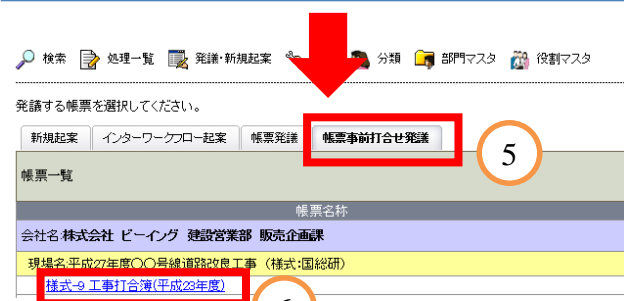 検索 処理一覧 発議・新規起案 分類 部門マスタ 役割マスタ
発議する帳票を選択してください。
新規起案 インターワークフロー起案 帳票発議 帳票事前打合せ発議
5
帳票一覧
帳票名称
会社名:株式会社 ビーイング 建設営業部 販売企画課
現場名:平成27年度〇〇号線道路改良工事 (様式:国総研)
様式-9 工事打合簿(平成23年度)